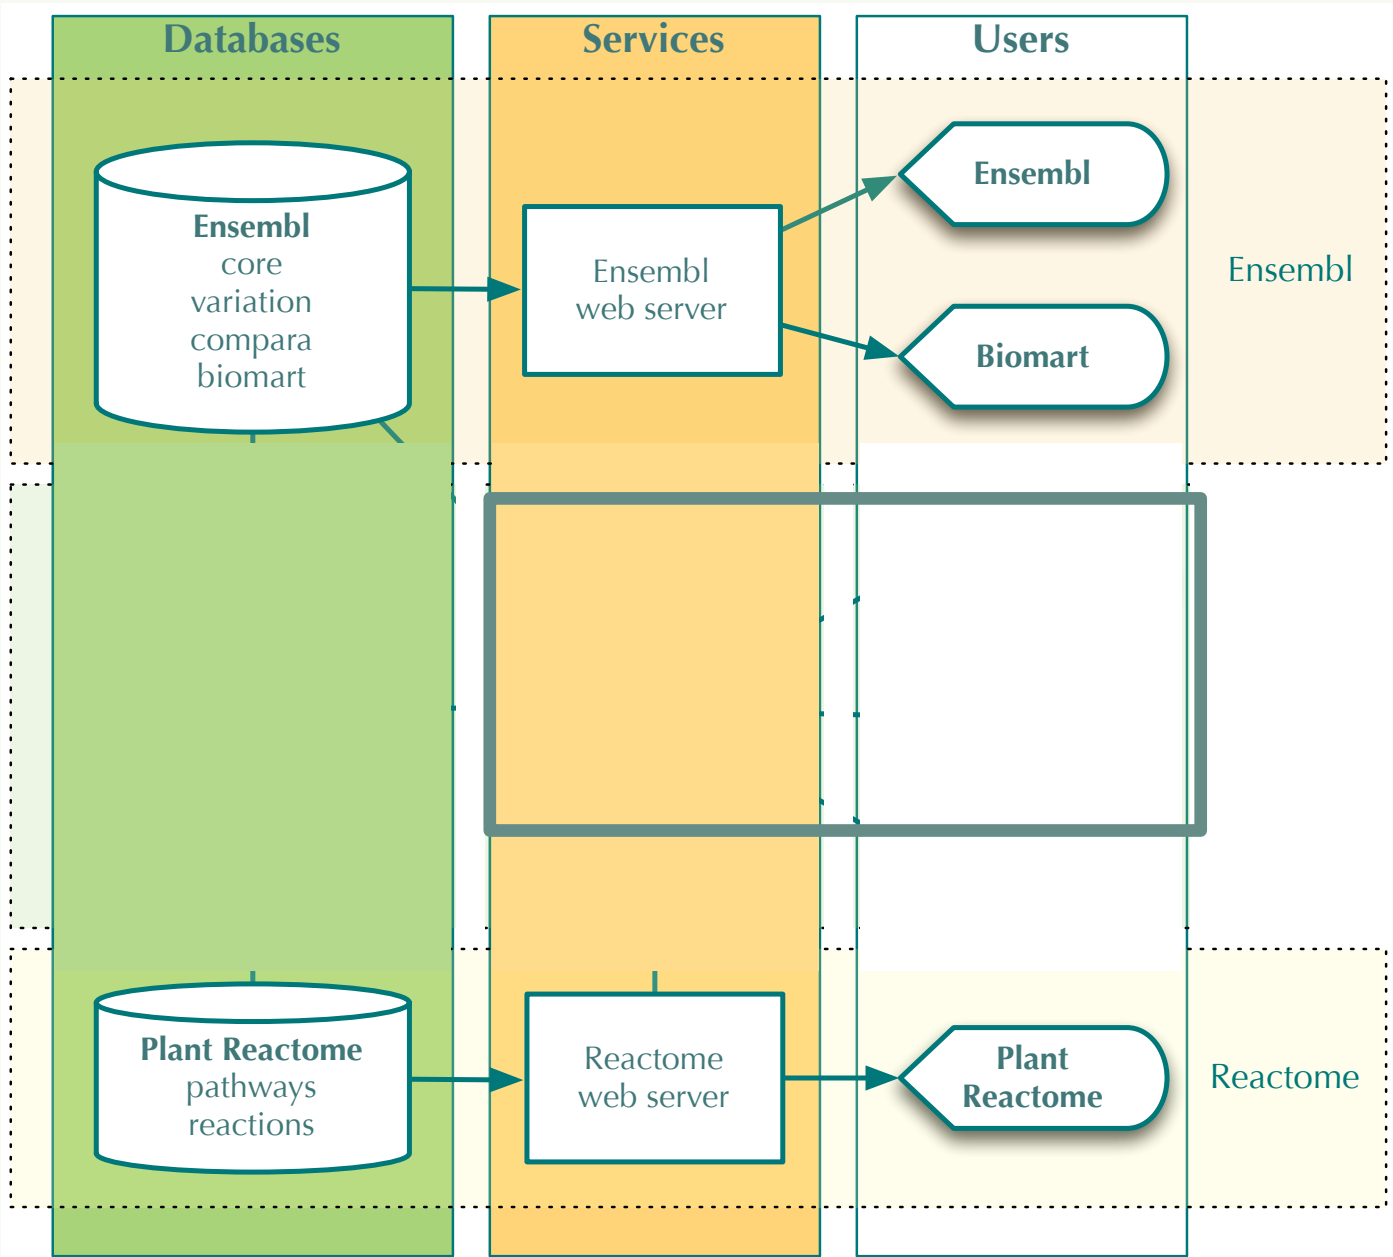 Databases
Services
Users
Ensembl
core
variation
compara
biomart
Ensembl
web server
Ensembl
Biomart
Ensembl
Plant Reactome
pathways
reactions
Reactome
web server
Plant
Reactome
Reactome